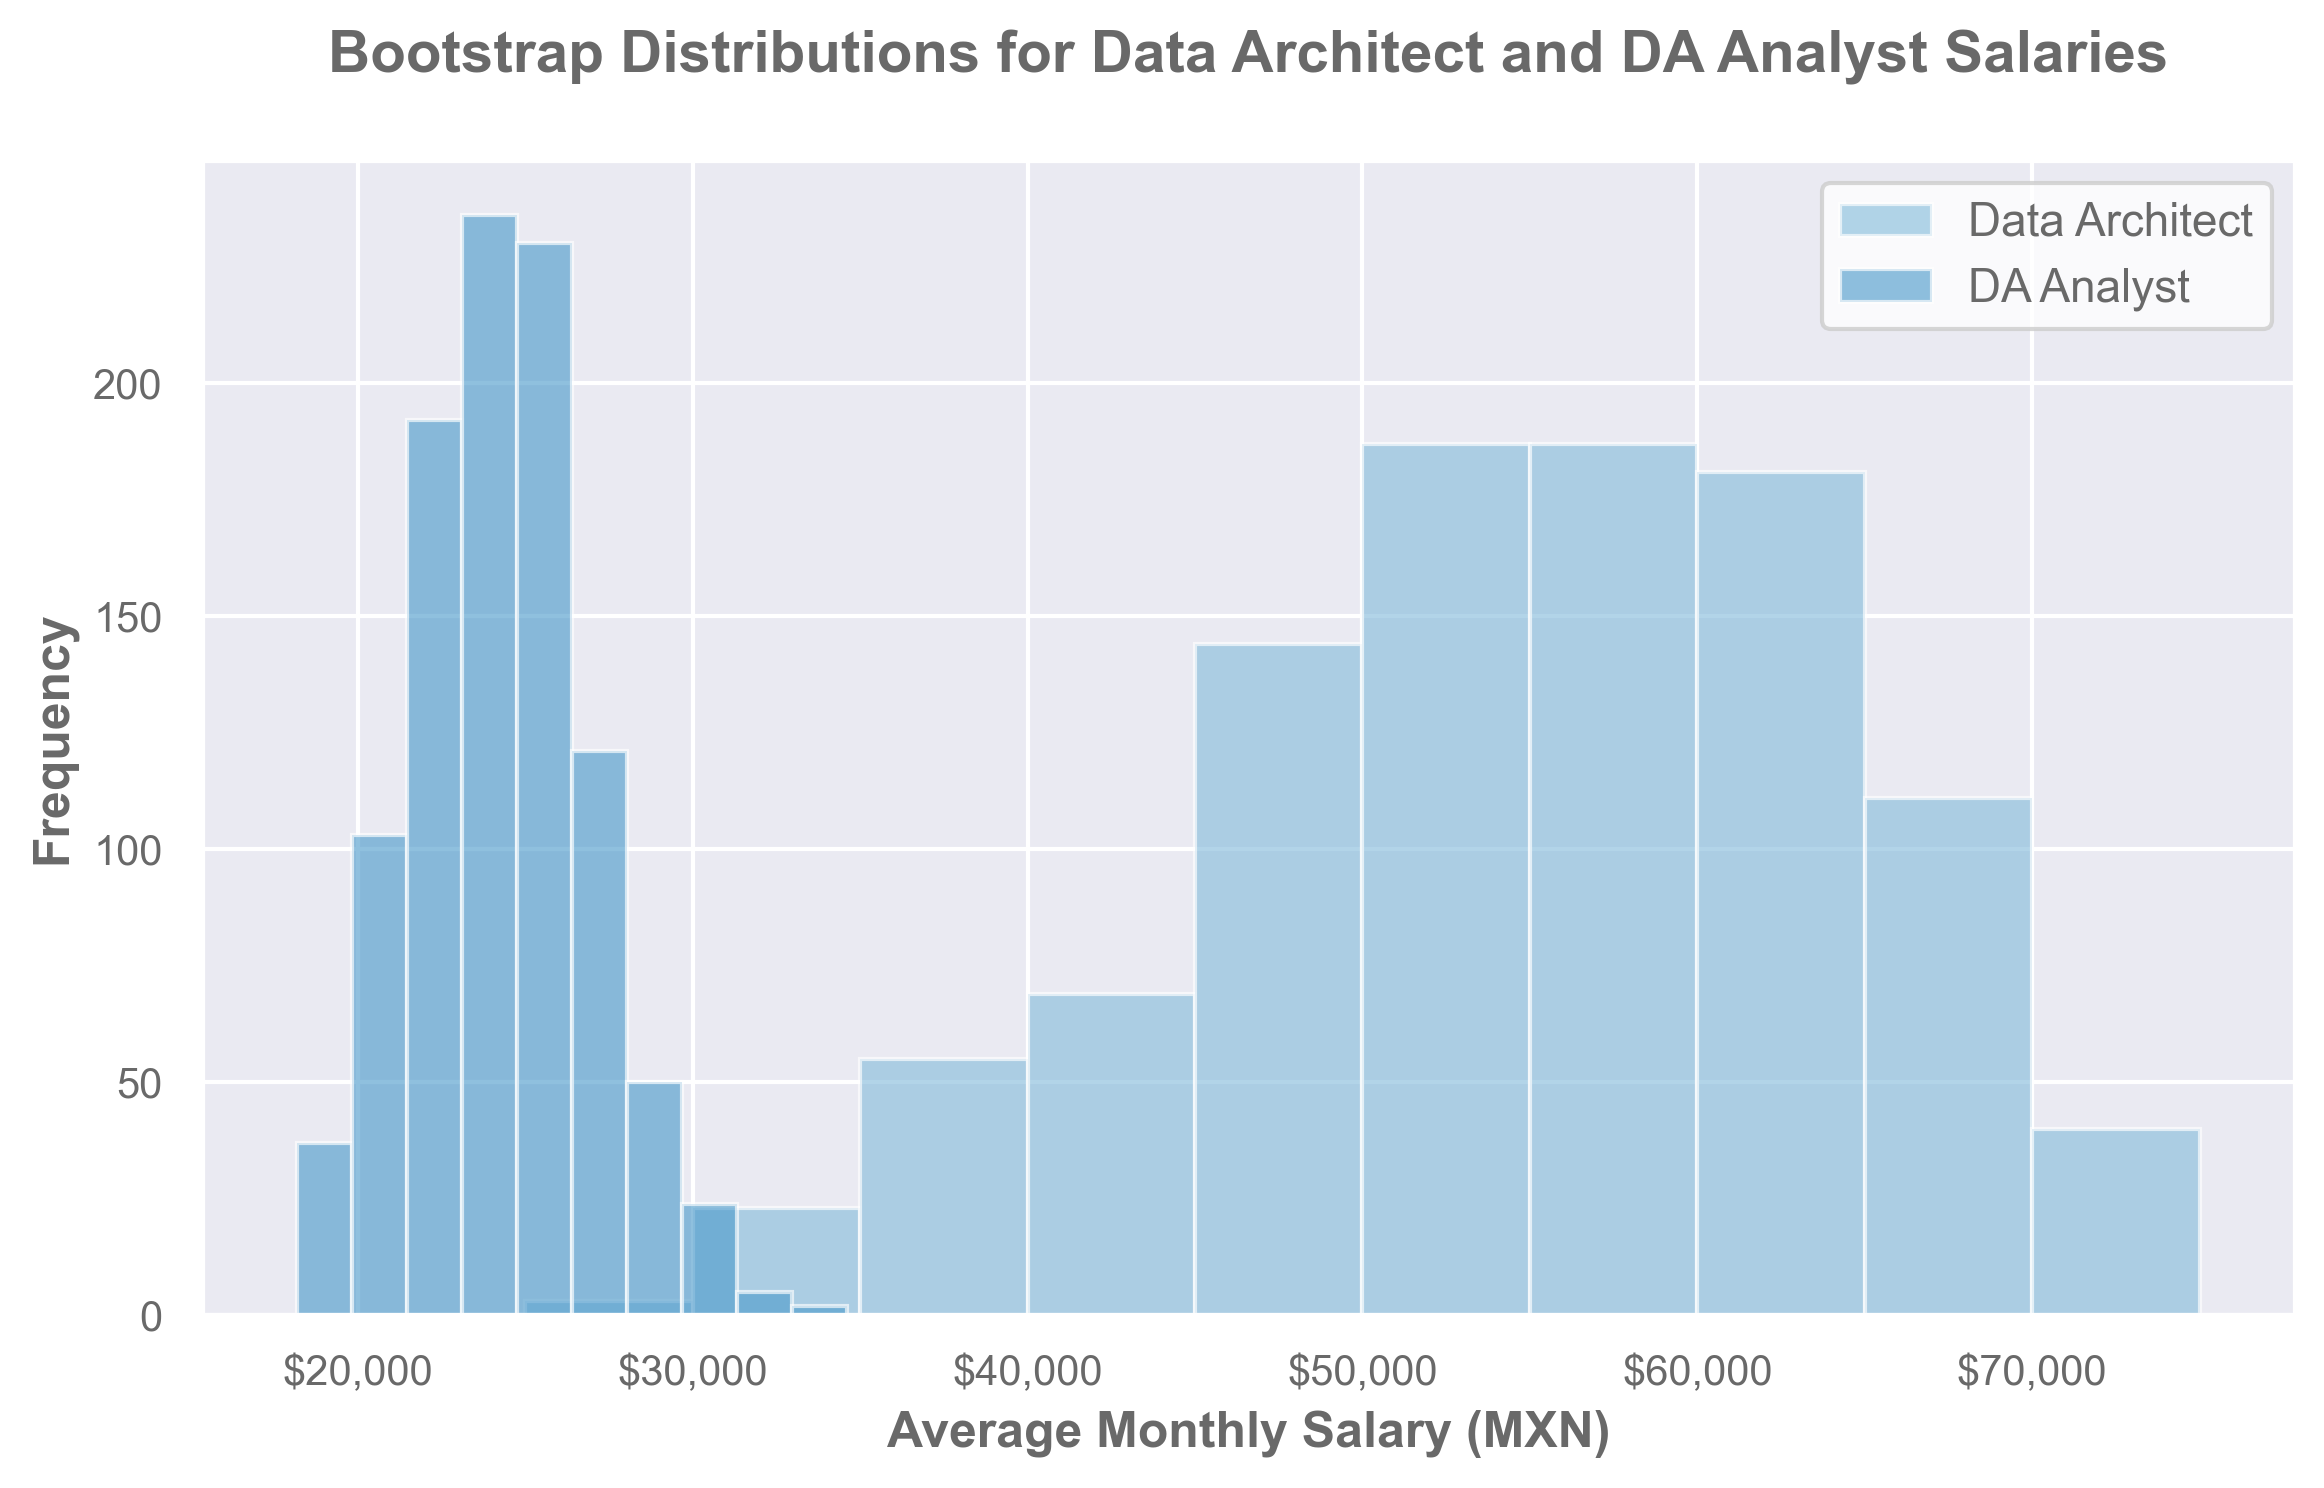 Bootstrap Distributions for Data Architect and DA Analyst Salaries
Data Architect
DA Analyst
Frequency
200
150
100
50
0
$20,000 $30,000 $40,000 $50,000 $60,000 $70,000
Average Monthly Salary (MXN)